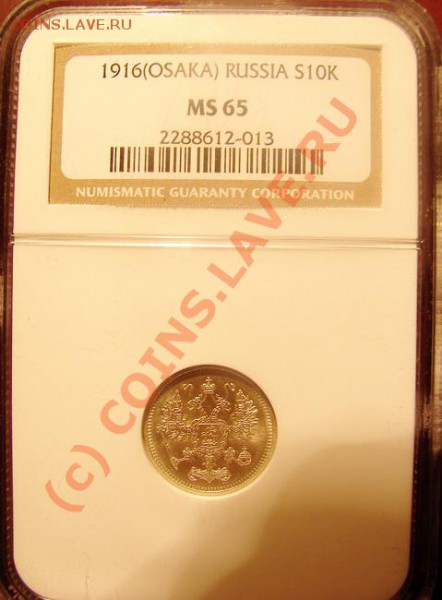 COINS.LAVE.RU
1916(OSAKA) RUSSIA S10K
MS 65
2288612-013
NUMISMATIC GUARANTY CORPORATION
(c) COINS.LAVE.RU